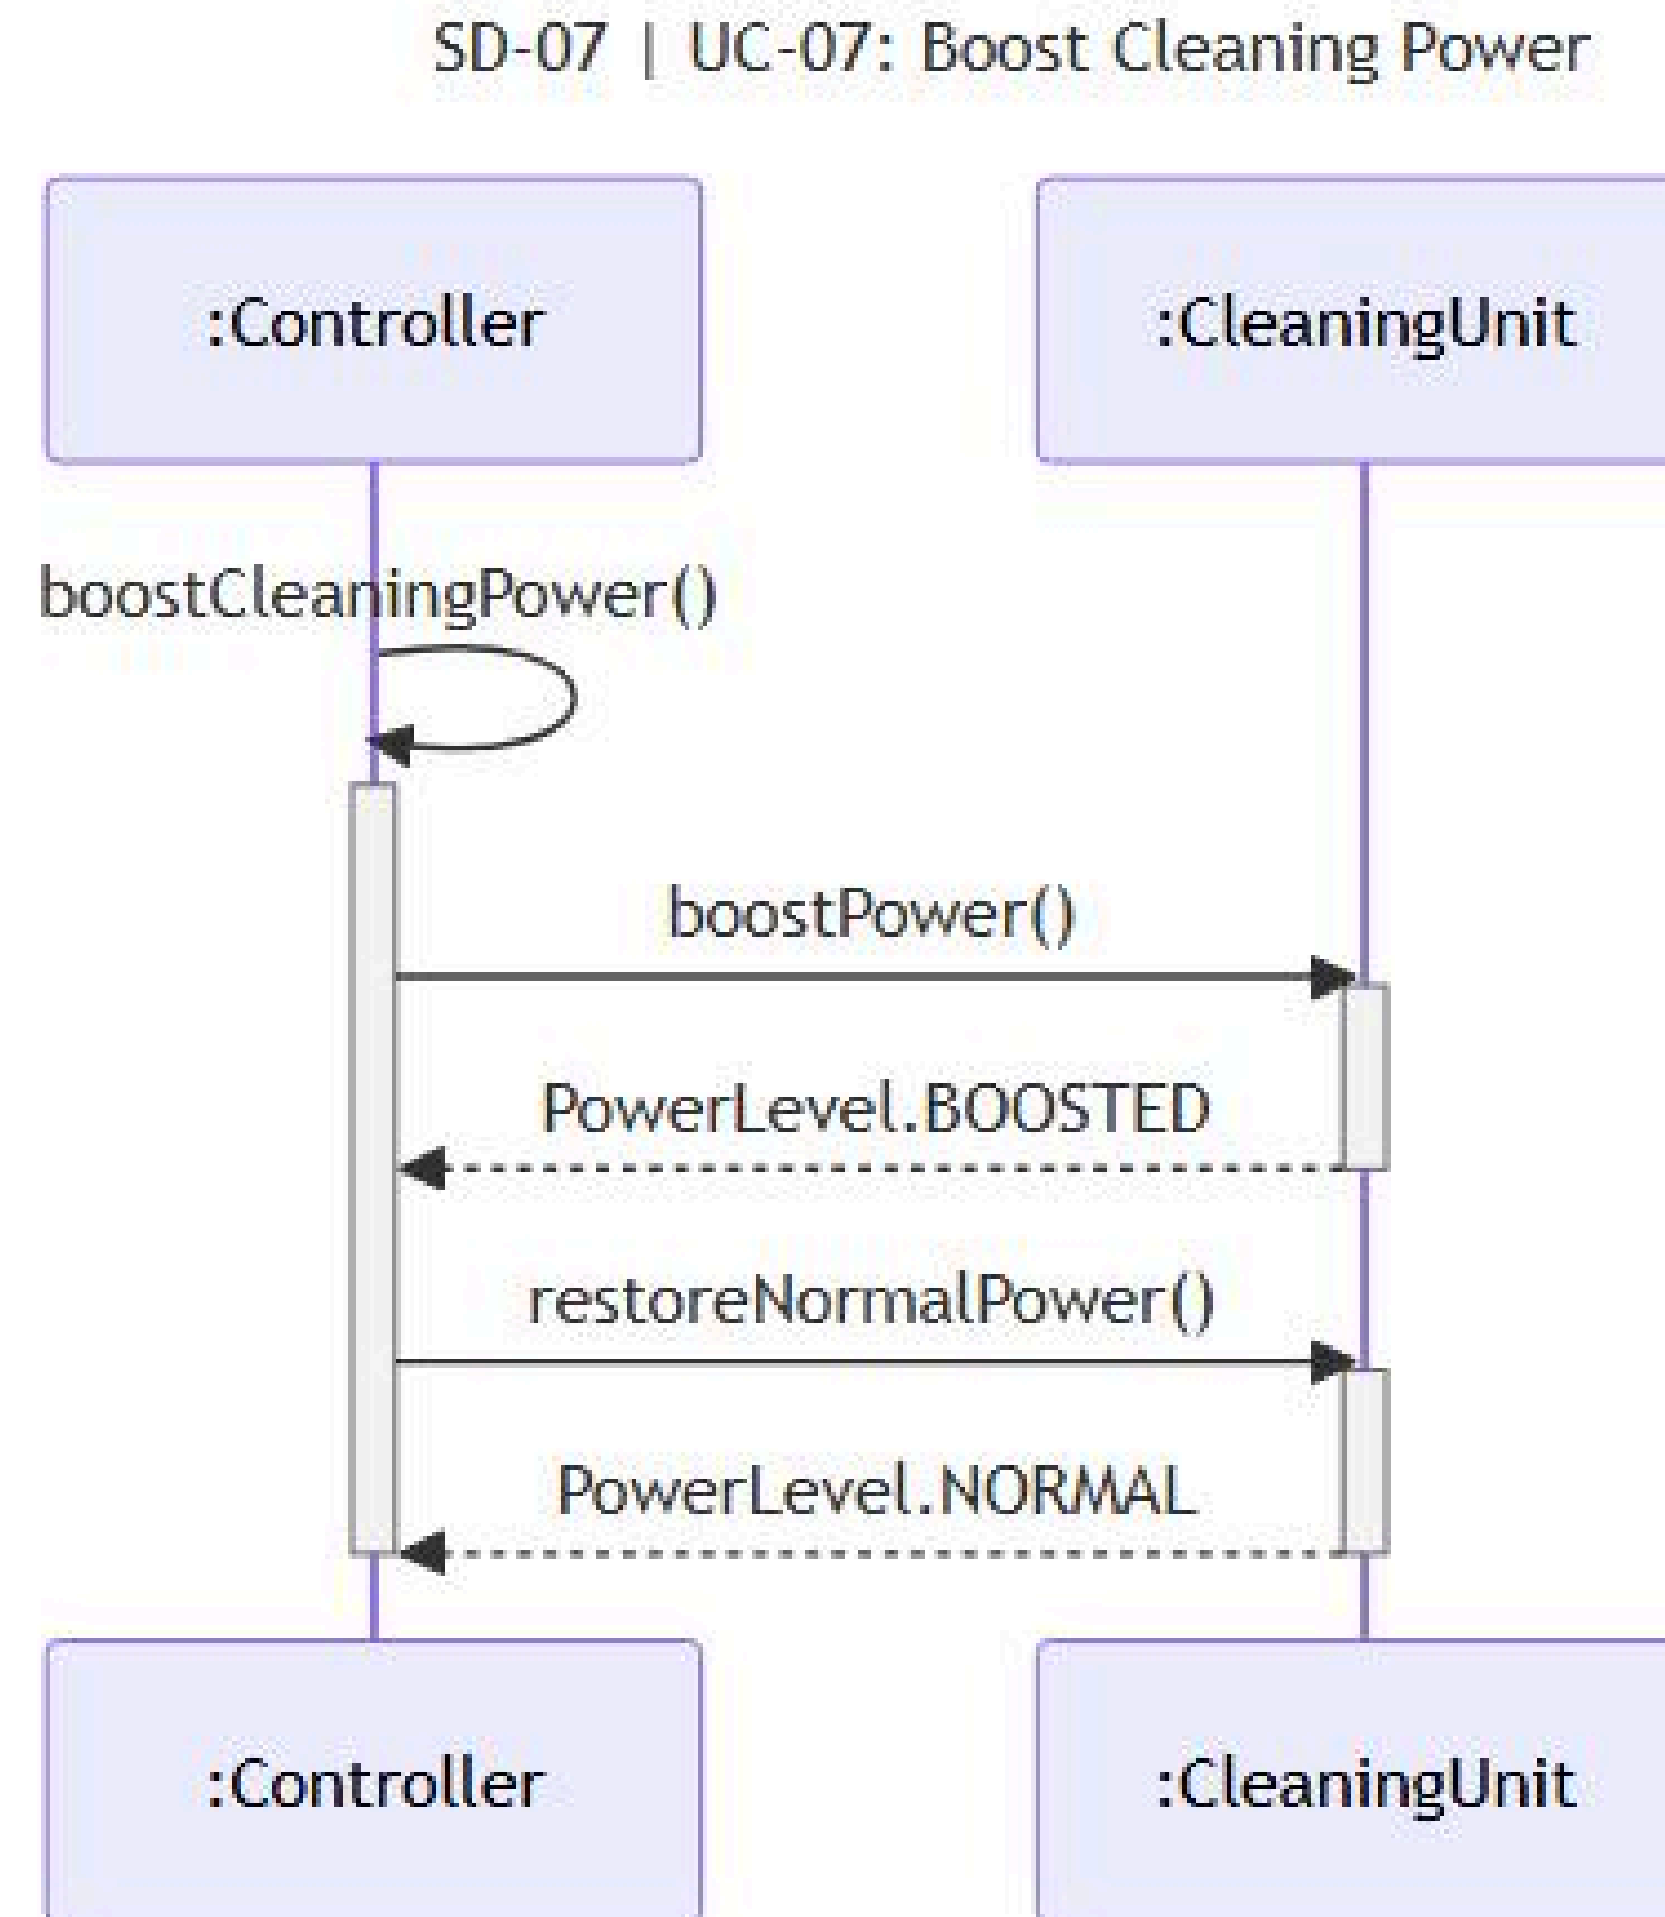 SD-07 | UC-07: Boost Cleaning Power
:Controller
:CleaningUnit
boostCleaningPower()
boostPower()
PowerLevel.BOOSTED
restoreNormalPower()
PowerLevel.NORMAL
:Controller
:CleaningUnit